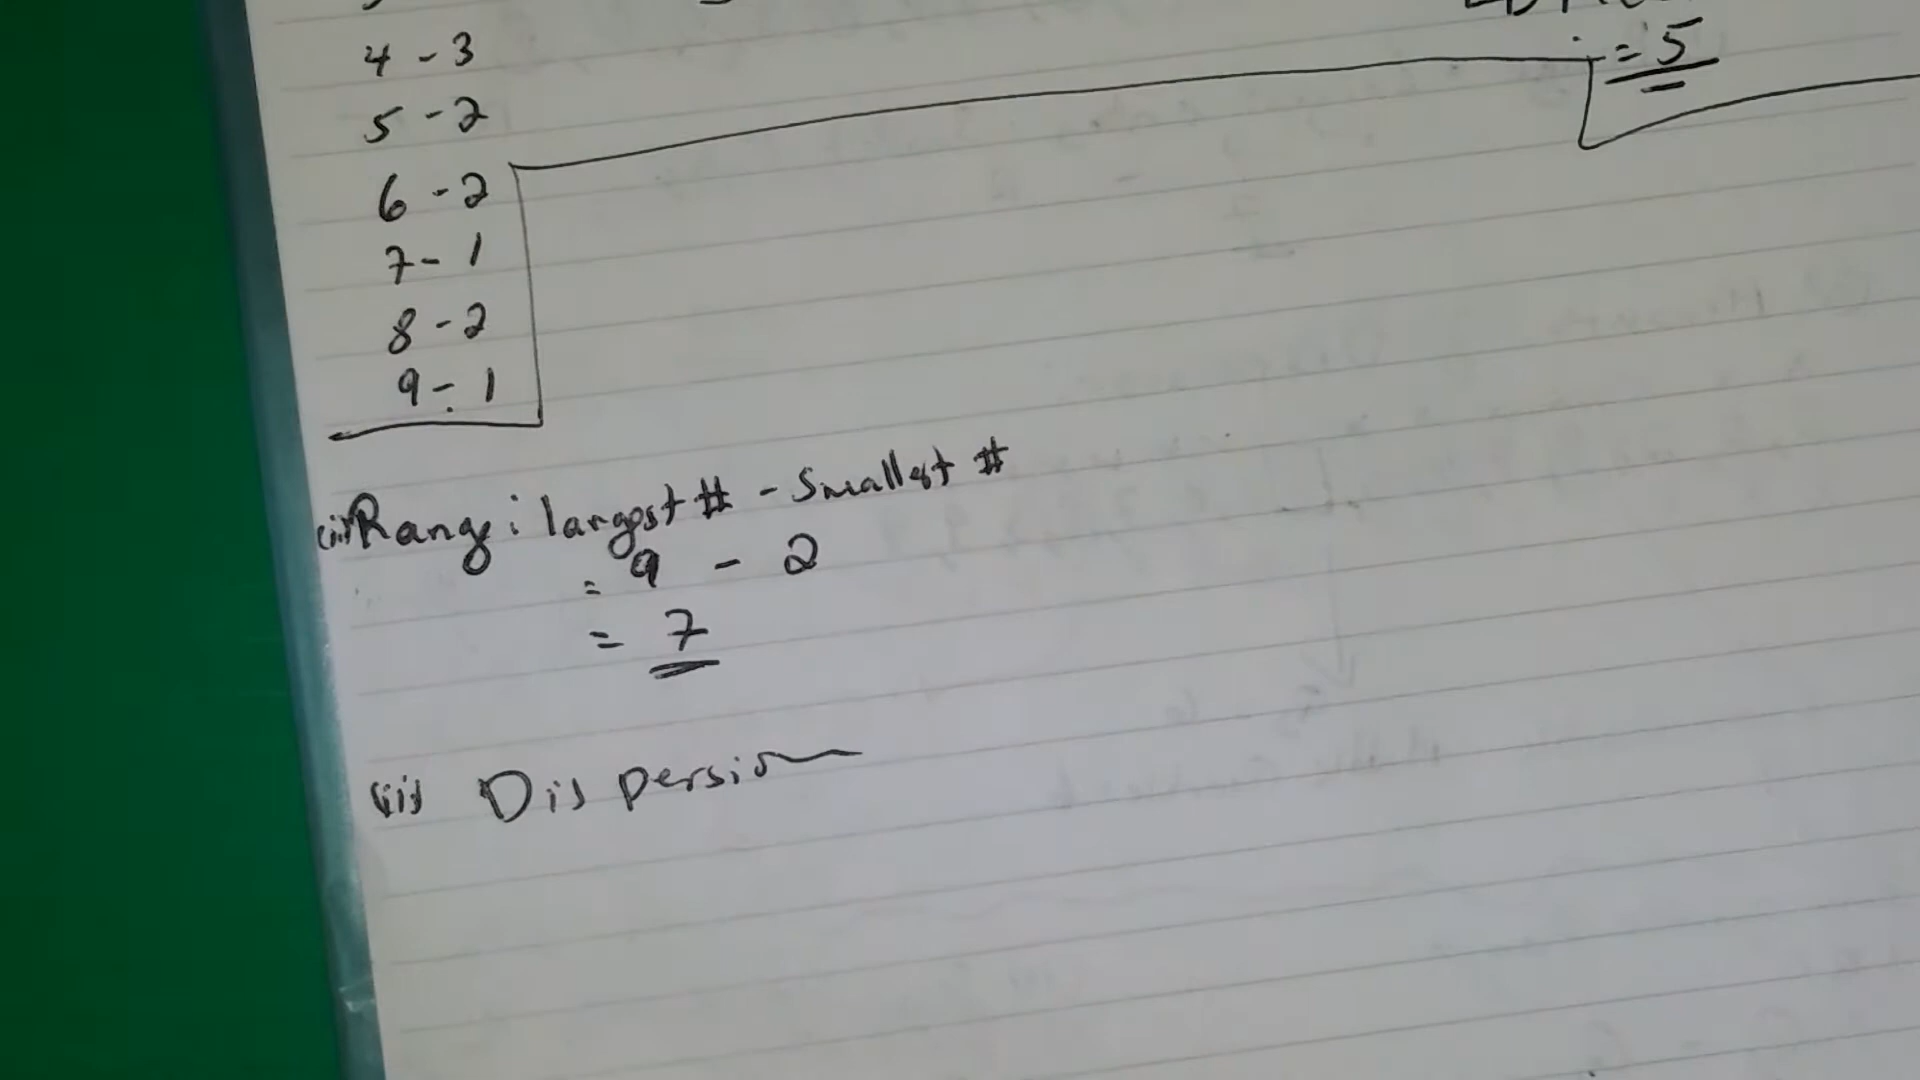 = 5
4 - 3
5 - 2
6 - 2
7 - 1
8 - 2
9 - 1
(ii) Range : largest # - Smallest #
= 9 - 2
= 7
(iii) Dispersion